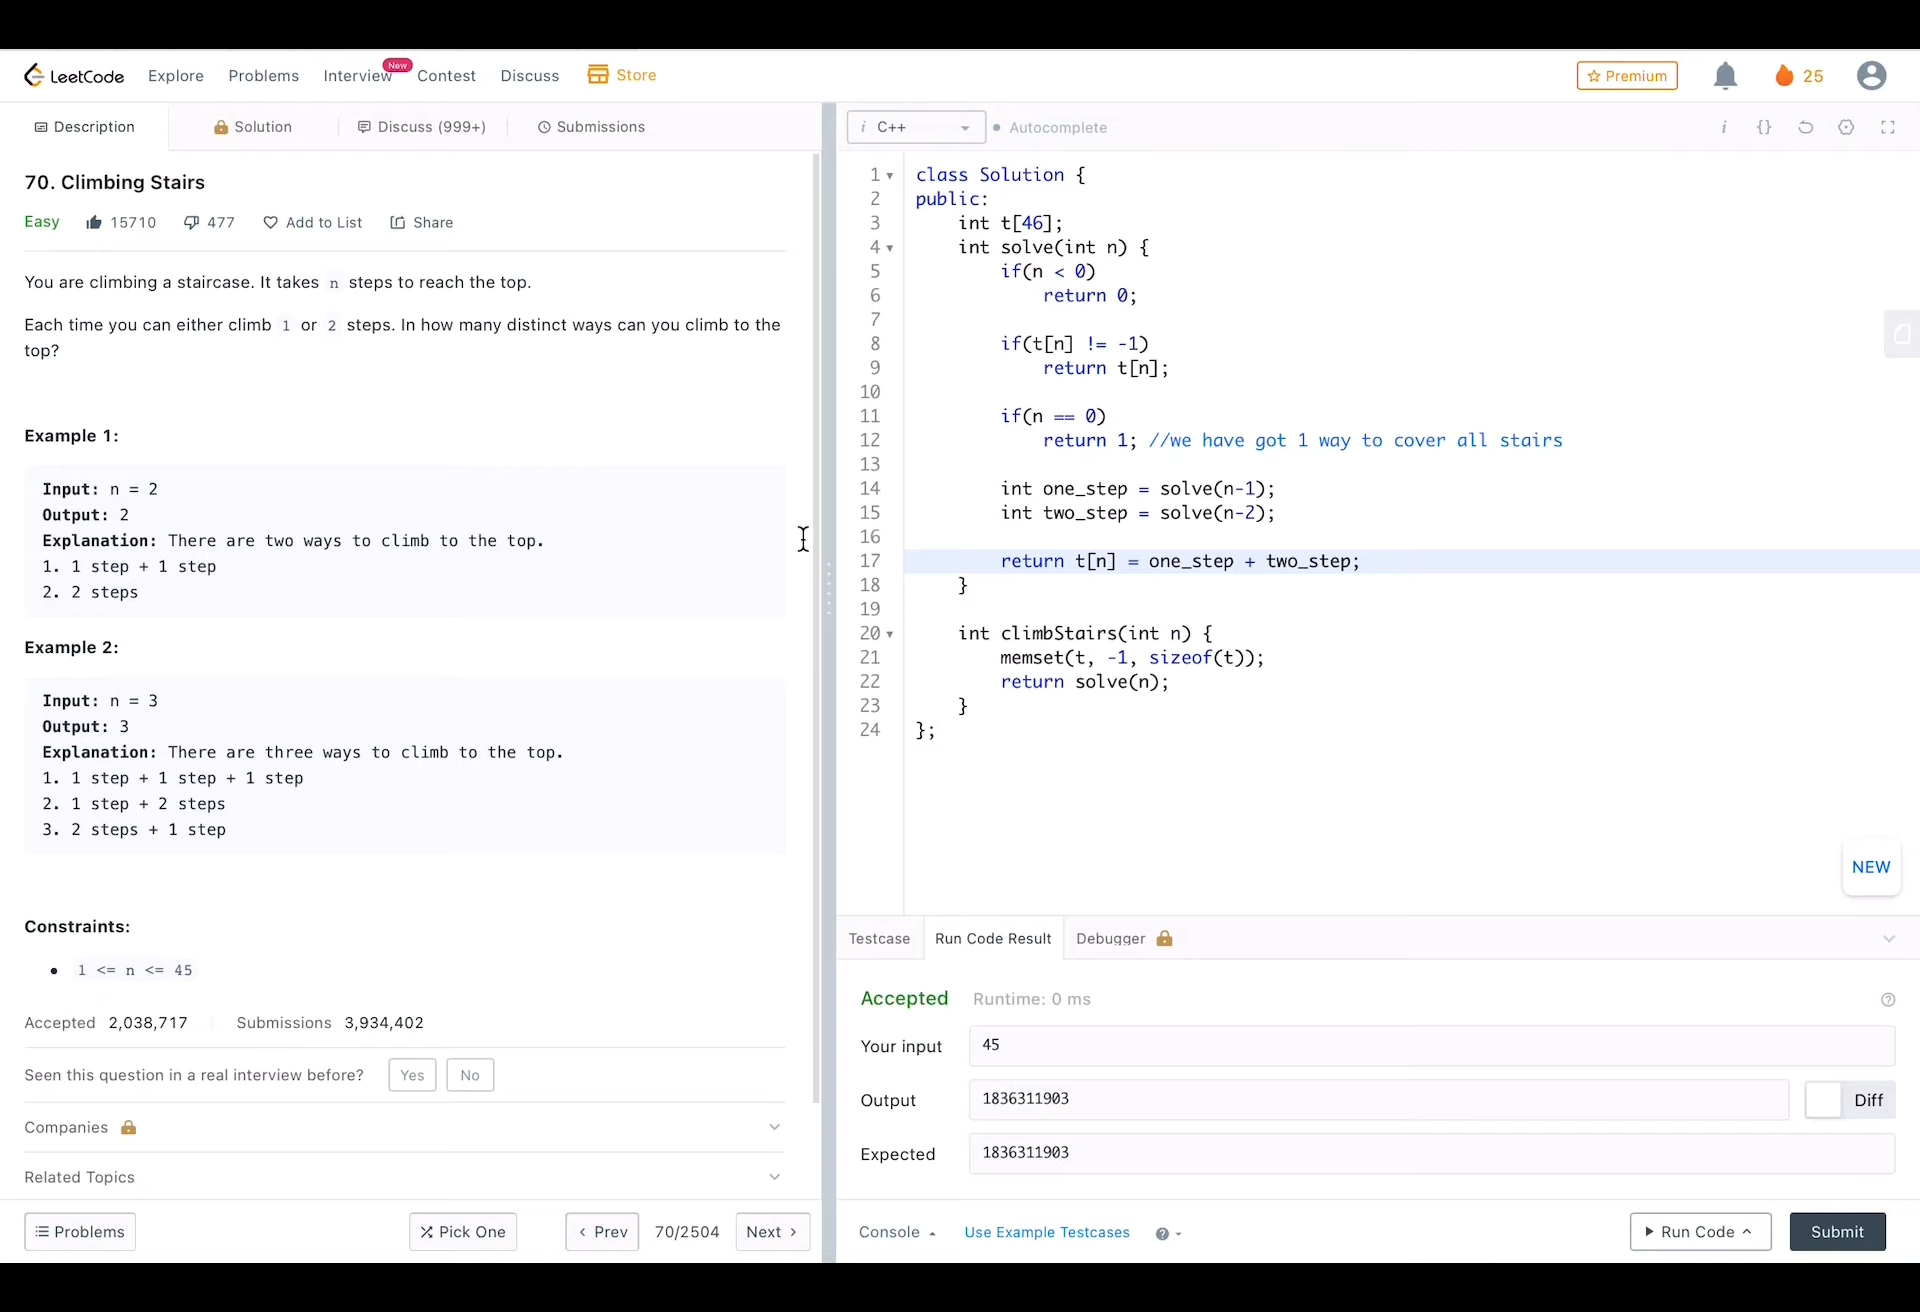 LeetCode Explore Problems Interview New Contest Discuss Store Premium 25
Description Solution Discuss (999+) Submissions
70. Climbing Stairs
Easy 15710 477 Add to List Share
You are climbing a staircase. It takes n steps to reach the top.
Each time you can either climb 1 or 2 steps. In how many distinct ways can you climb to the
top?
Example 1:
Input: n = 2
Output: 2
Explanation: There are two ways to climb to the top.
1. 1 step + 1 step
2. 2 steps
Example 2:
Input: n = 3
Output: 3
Explanation: There are three ways to climb to the top.
1. 1 step + 1 step + 1 step
2. 1 step + 2 steps
3. 2 steps + 1 step
Constraints:
1 <= n <= 45
Accepted 2,038,717 Submissions 3,934,402
Seen this question in a real interview before? Yes No
Companies
Related Topics
Problems Pick One Prev 70/2504 Next
i C++ Autocomplete i {}
1 class Solution {
2 public:
3 int t[46];
4 int solve(int n) {
5 if(n < 0)
6 return 0;
7
8 if(t[n] != -1)
9 return t[n];
10
11 if(n == 0)
12 return 1; //we have got 1 way to cover all stairs
13
14 int one_step = solve(n-1);
15 int two_step = solve(n-2);
16
17 return t[n] = one_step + two_step;
18 }
19
20 int climbStairs(int n) {
21 memset(t, -1, sizeof(t));
22 return solve(n);
23 }
24 };
NEW
Testcase Run Code Result Debugger
Accepted Runtime: 0 ms
Your input 45
Output 1836311903 Diff
Expected 1836311903
Console Use Example Testcases Run Code Submit